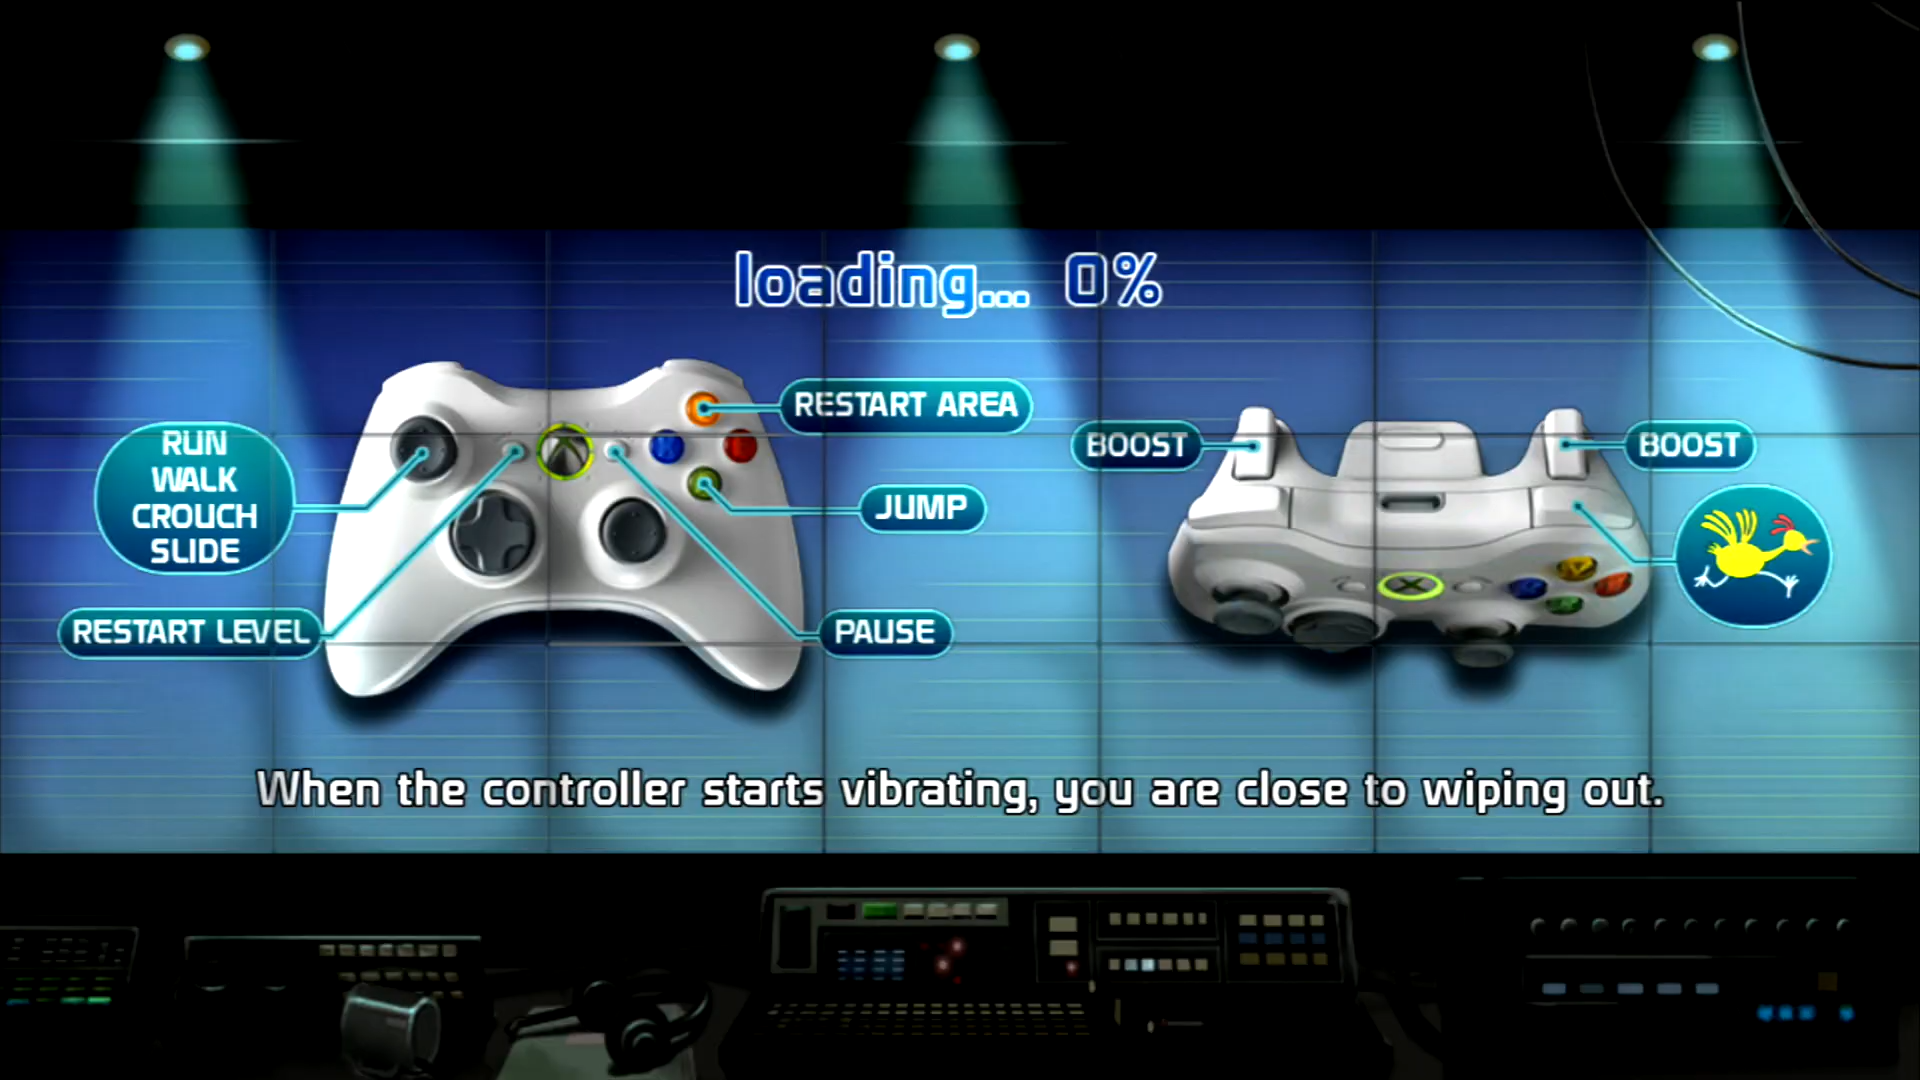 loading... 0%
RESTART AREA
RUN
WALK
CROUCH
SLIDE
JUMP
RESTART LEVEL
PAUSE
BOOST
BOOST
When the controller starts vibrating, you are close to wiping out.